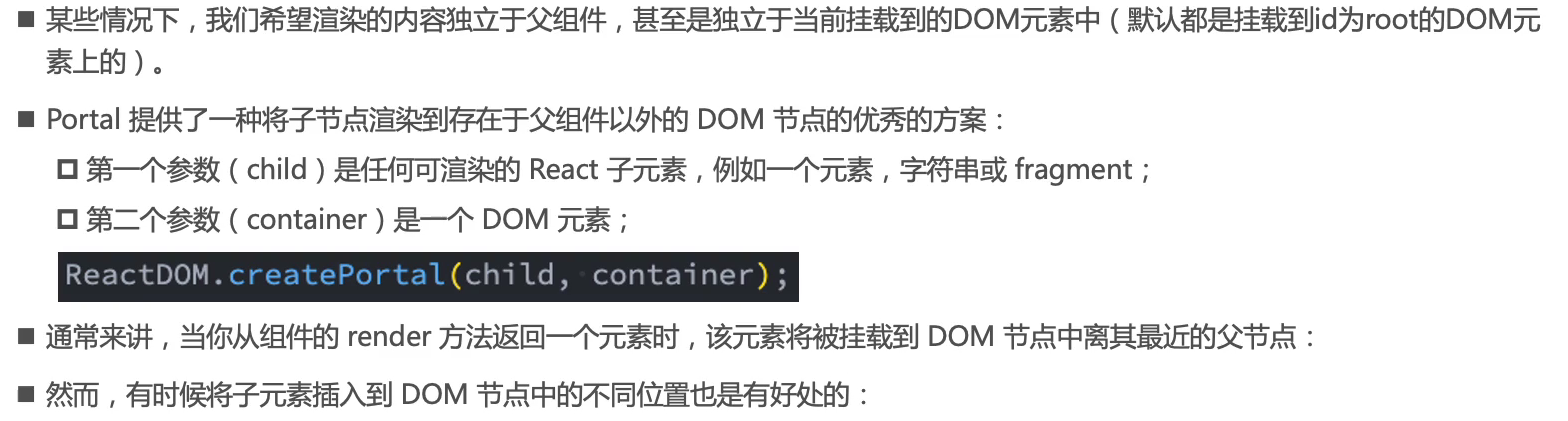 ■ 某些情况下，我们希望渲染的内容独立于父组件，甚至是独立于当前挂载到的DOM元素中（默认都是挂载到id为root的DOM元
素上的）。
■ Portal 提供了一种将子节点渲染到存在于父组件以外的 DOM 节点的优秀的方案：
第一个参数（child）是任何可渲染的 React 子元素，例如一个元素，字符串或 fragment；
第二个参数（container）是一个 DOM 元素；
ReactDOM.createPortal(child, container);
■ 通常来讲，当你从组件的 render 方法返回一个元素时，该元素将被挂载到 DOM 节点中离其最近的父节点：
■ 然而，有时候将子元素插入到 DOM 节点中的不同位置也是有好处的：